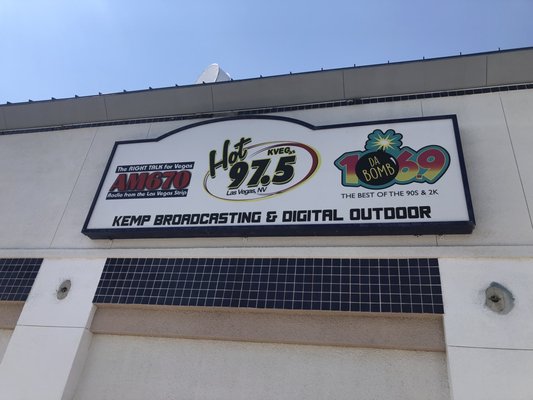 The RIGHT TALK for Vegas
AM670
Radio from the Las Vegas Strip
Hot
KVEG
97.5
Las Vegas, NV
1069
DA
BOMB
THE BEST OF THE 90S & 2K
KEMP BROADCASTING & DIGITAL OUTDOOR